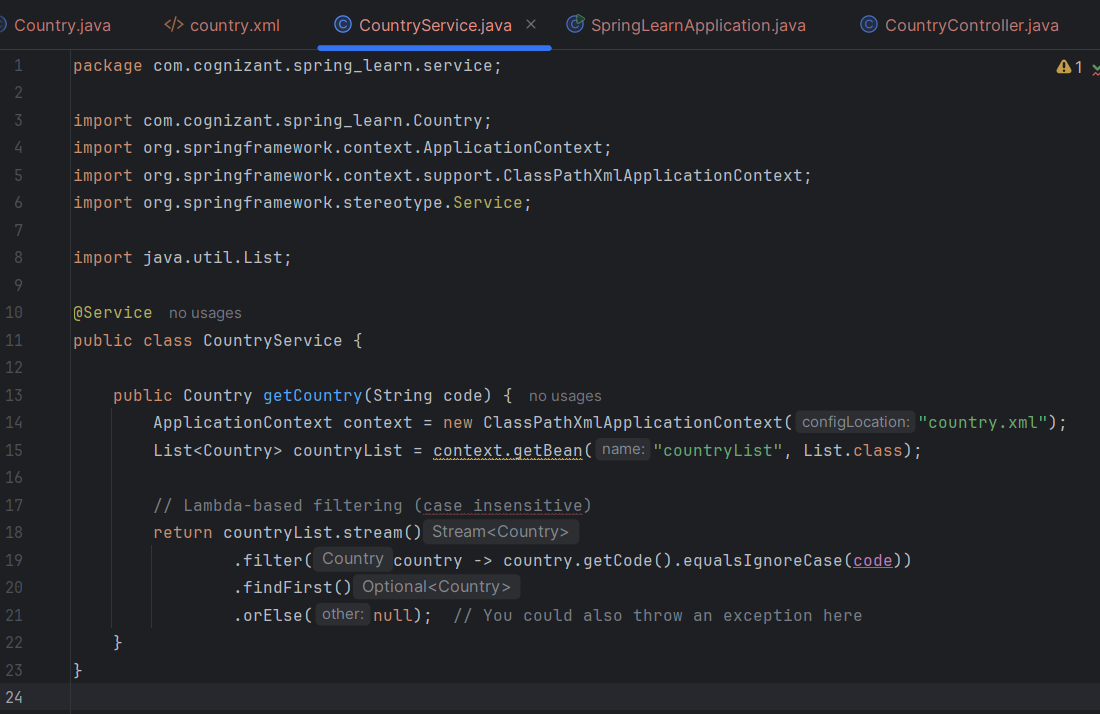 Country.java </> country.xml CountryService.java × SpringLearnApplication.java CountryController.java
1 package com.cognizant.spring_learn.service; 1
2
3 import com.cognizant.spring_learn.Country;
4 import org.springframework.context.ApplicationContext;
5 import org.springframework.context.support.ClassPathXmlApplicationContext;
6 import org.springframework.stereotype.Service;
7
8 import java.util.List;
9
10 @Service no usages
11 public class CountryService {
12
13 public Country getCountry(String code) { no usages
14 ApplicationContext context = new ClassPathXmlApplicationContext( configLocation: "country.xml");
15 List<Country> countryList = context.getBean( name: "countryList", List.class);
16
17 // Lambda-based filtering (case insensitive)
18 return countryList.stream() Stream<Country>
19 .filter( Country country -> country.getCode().equalsIgnoreCase(code))
20 .findFirst() Optional<Country>
21 .orElse( other: null); // You could also throw an exception here
22 }
23 }
24